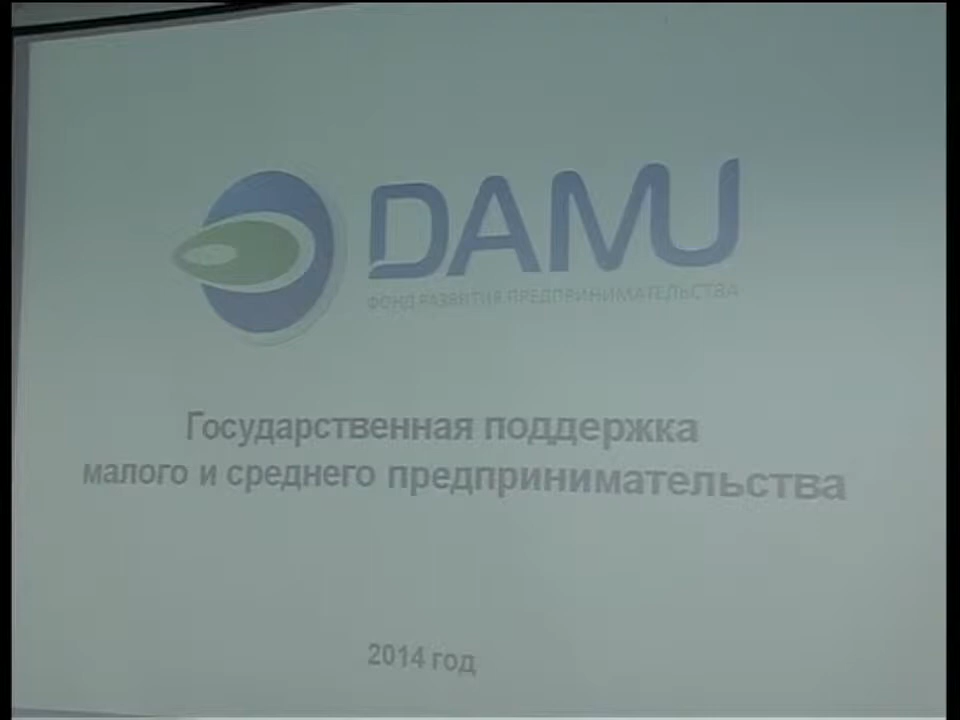 DAMU
ФОНД РАЗВИТИЯ ПРЕДПРИНИМАТЕЛЬСТВА
Государственная поддержка
малого и среднего предпринимательства
2014 год